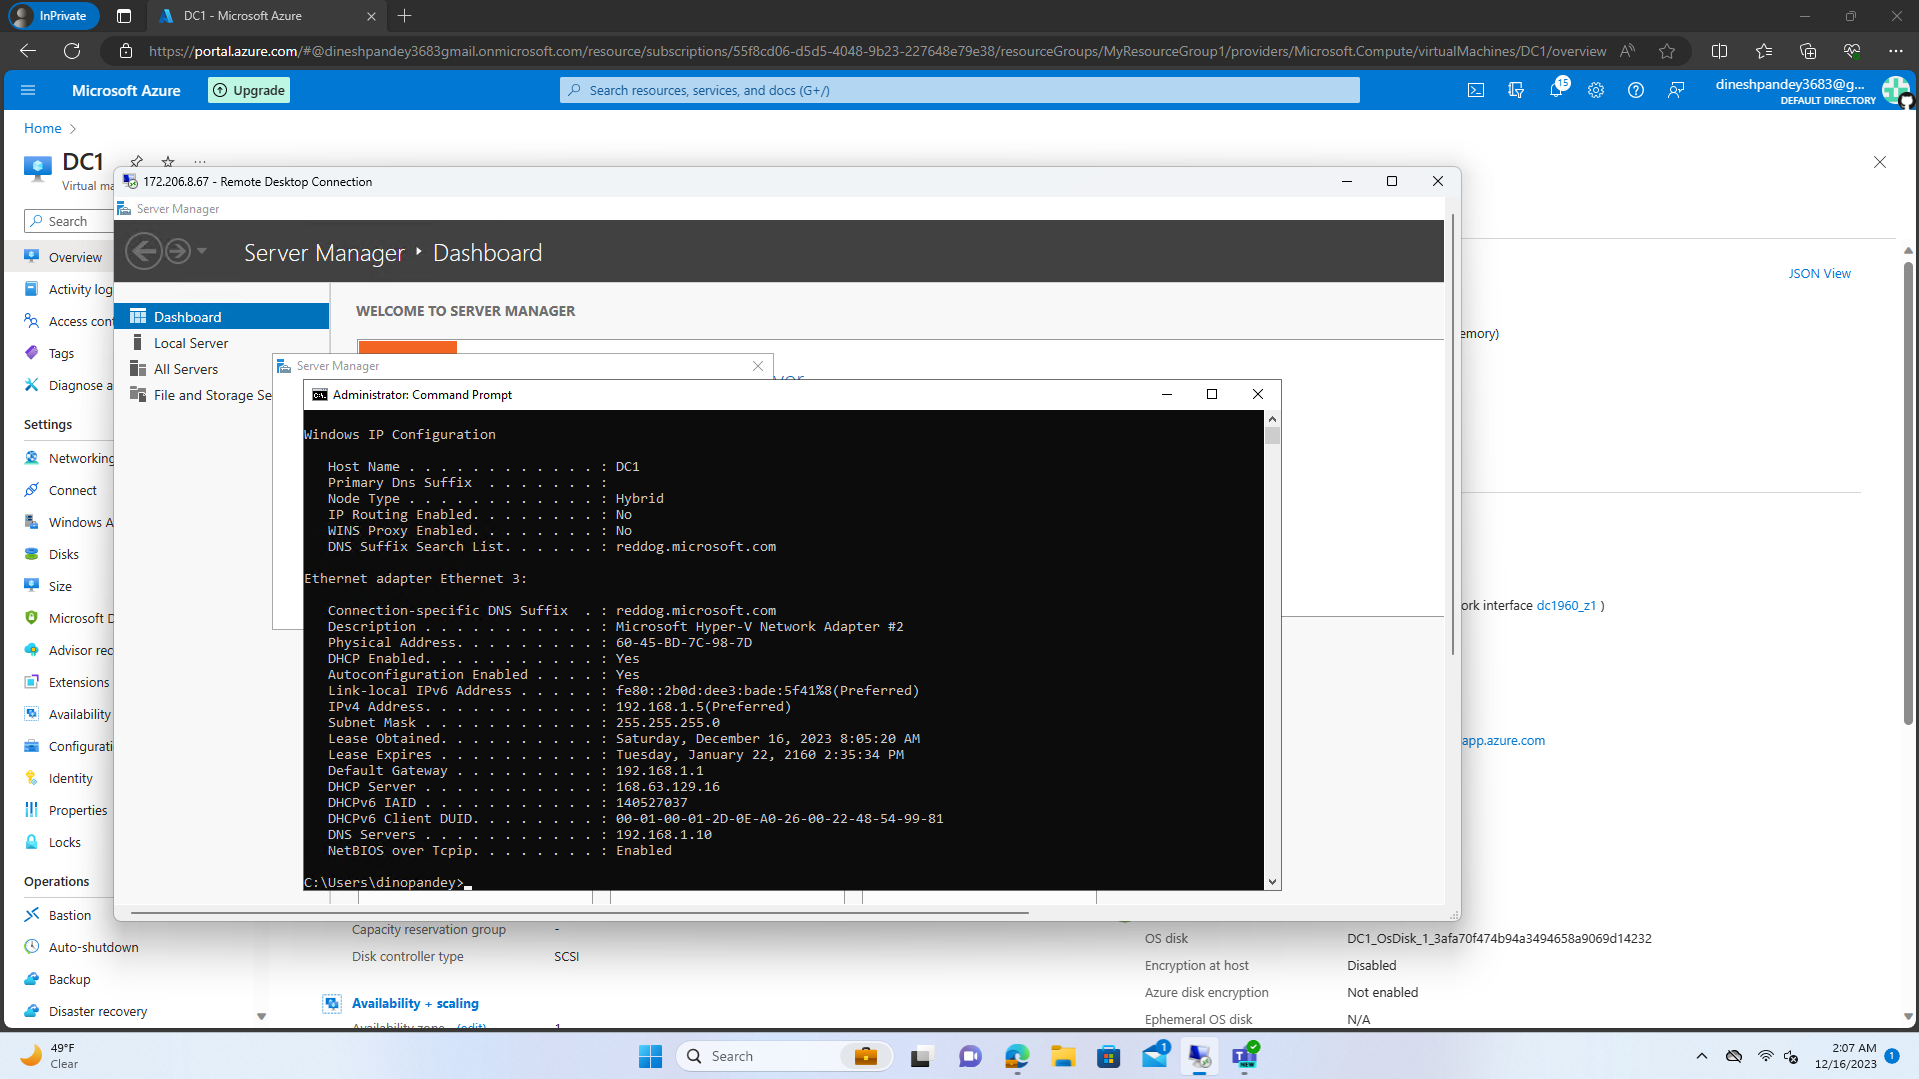 InPrivate
DC1 - Microsoft Azure
https://portal.azure.com/#@dineshpandey3683gmail.onmicrosoft.com/resource/subscriptions/55f8cd06-d5d5-4048-9b23-227648e79e38/resourceGroups/MyResourceGroup1/providers/Microsoft.Compute/virtualMachines/DC1/overview
Microsoft Azure
Upgrade
Search resources, services, and docs (G+/)
15
dineshpandey3683@g...
DEFAULT DIRECTORY
Home
DC1
Virtual ma
Search
Overview
Activity log
Access cont
Tags
Diagnose a
Settings
Networking
Connect
Windows A
Disks
Size
Microsoft D
Advisor rec
Extensions
Availability
Configurati
Identity
Properties
Locks
Operations
Bastion
Auto-shutdown
Backup
Disaster recovery
172.206.8.67 - Remote Desktop Connection
Server Manager
Server Manager • Dashboard
Dashboard
Local Server
All Servers
File and Storage Se
WELCOME TO SERVER MANAGER
Server Manager
Administrator: Command Prompt
Windows IP Configuration
Host Name . . . . . . . . . . . . : DC1
Primary Dns Suffix  . . . . . . . :
Node Type . . . . . . . . . . . . : Hybrid
IP Routing Enabled. . . . . . . . : No
WINS Proxy Enabled. . . . . . . . : No
DNS Suffix Search List. . . . . . : reddog.microsoft.com
Ethernet adapter Ethernet 3:
Connection-specific DNS Suffix  . : reddog.microsoft.com
Description . . . . . . . . . . . : Microsoft Hyper-V Network Adapter #2
Physical Address. . . . . . . . . : 60-45-BD-7C-98-7D
DHCP Enabled. . . . . . . . . . . : Yes
Autoconfiguration Enabled . . . . : Yes
Link-local IPv6 Address . . . . . : fe80::2b0d:dee3:bade:5f41%8(Preferred)
IPv4 Address. . . . . . . . . . . : 192.168.1.5(Preferred)
Subnet Mask . . . . . . . . . . . : 255.255.255.0
Lease Obtained. . . . . . . . . . : Saturday, December 16, 2023 8:05:20 AM
Lease Expires . . . . . . . . . . : Tuesday, January 22, 2160 2:35:34 PM
Default Gateway . . . . . . . . . : 192.168.1.1
DHCP Server . . . . . . . . . . . : 168.63.129.16
DHCPv6 IAID . . . . . . . . . . . : 140527037
DHCPv6 Client DUID. . . . . . . . : 00-01-00-01-2D-0E-A0-26-00-22-48-54-99-81
DNS Servers . . . . . . . . . . . : 192.168.1.10
NetBIOS over Tcpip. . . . . . . . : Enabled
C:\Users\dinopandey>
JSON View
emory)
ork interface dc1960_z1 )
app.azure.com
Capacity reservation group -
Disk controller type SCSI
Availability + scaling
Availability zone (edit) 1
OS disk DC1_OsDisk_1_3afa70f474b94a3494658a9069d14232
Encryption at host Disabled
Azure disk encryption Not enabled
Ephemeral OS disk N/A
49°F
Clear
Search
1
NEW
2:07 AM
12/16/2023
1